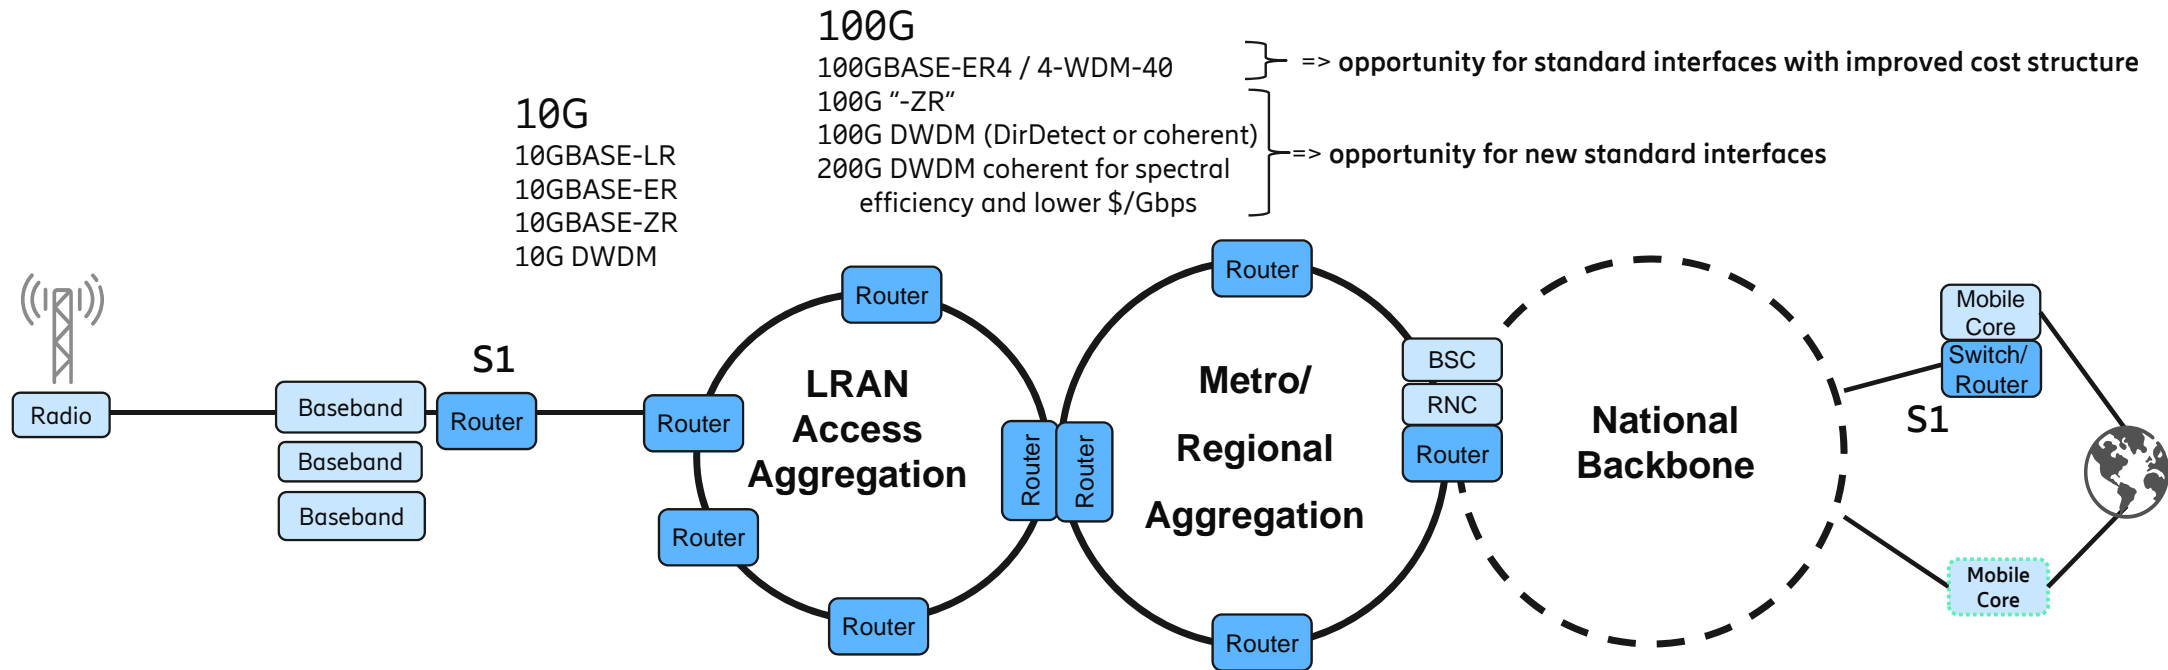 100G
100GBASE-ER4 / 4-WDM-40
=> opportunity for standard interfaces with improved cost structure
100G “-ZR”
100G DWDM (DirDetect or coherent)
=> opportunity for new standard interfaces
200G DWDM coherent for spectral
efficiency and lower $/Gbps
10G
10GBASE-LR
10GBASE-ER
10GBASE-ZR
10G DWDM
Radio
Baseband
Baseband
Baseband
S1
Router
Router
Router
Router
Router
LRAN
Access
Aggregation
Router
Router
Router
Metro/
Regional
Aggregation
Router
BSC
RNC
Router
National
Backbone
Mobile
Core
Switch/
Router
S1
Mobile
Core